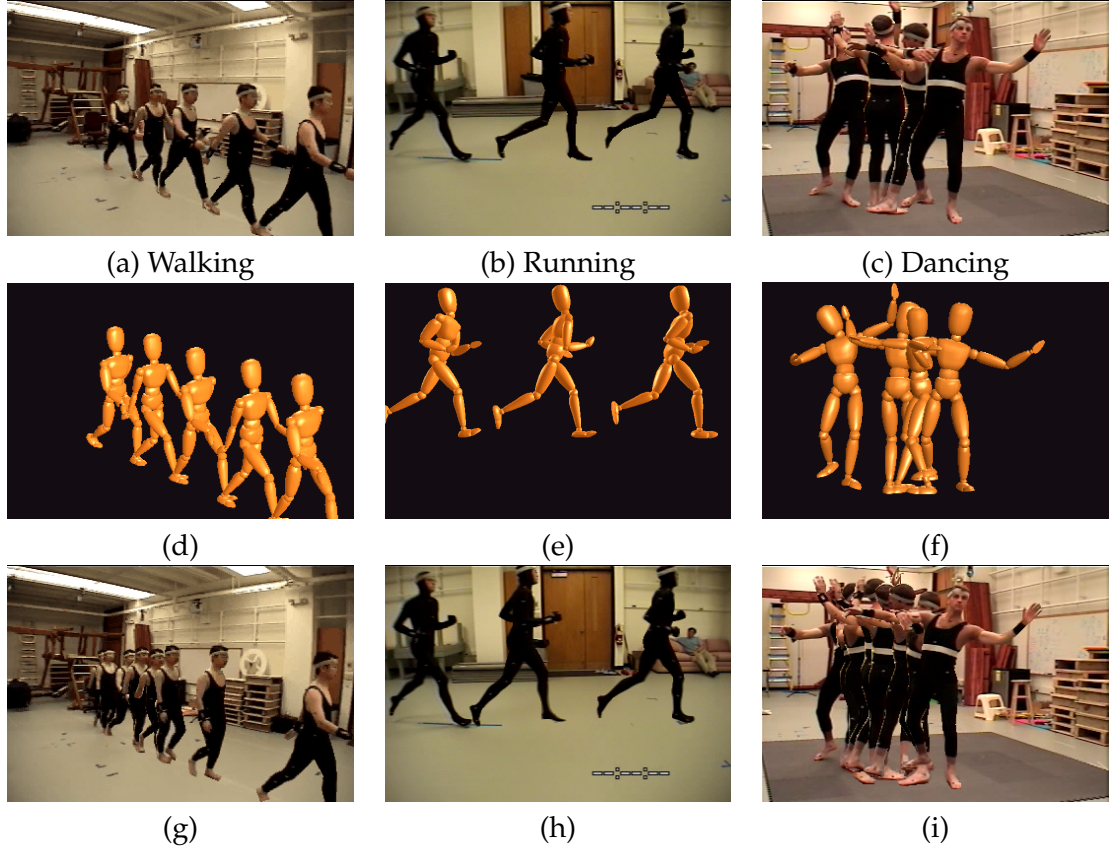 (a) Walking
(b) Running
(c) Dancing
(d)
(e)
(f)
(g)
(h)
(i)